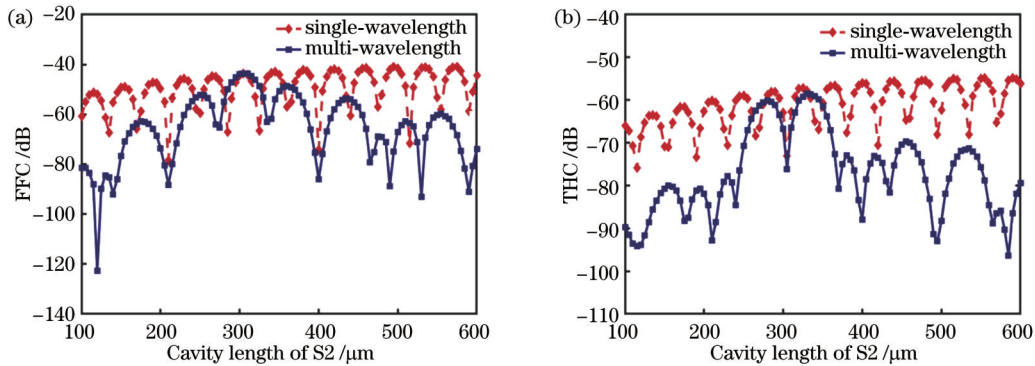 (a)
−20
−40
−60
−80
−100
−120
−140
FFC /dB
single-wavelength
multi-wavelength
100
200
300
400
500
600
Cavity length of S2 /μm
(b)
−40
−50
−60
−70
−80
−90
−100
−110
THC /dB
single-wavelength
multi-wavelength
100
200
300
400
500
600
Cavity length of S2 /μm